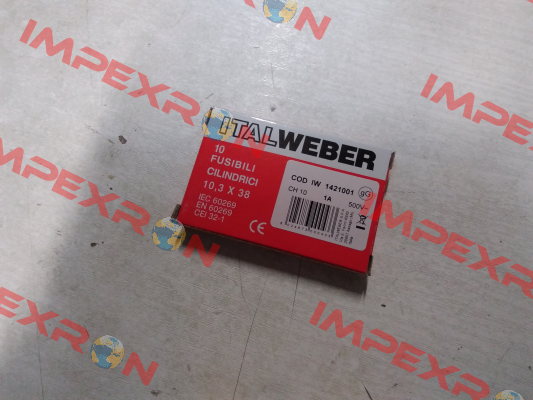 IMPEXRON
IMPEXRON
IMPEXRON
ITALWEBER
10
FUSIBILI
CILINDRICI
10,3 X 38
IEC 60269
EN 60269
CEI 32-1
CE
COD IW 1421001
gG
CH 10
1A
500V
IMPEXRON
IMPEXRON
IMPEXRON